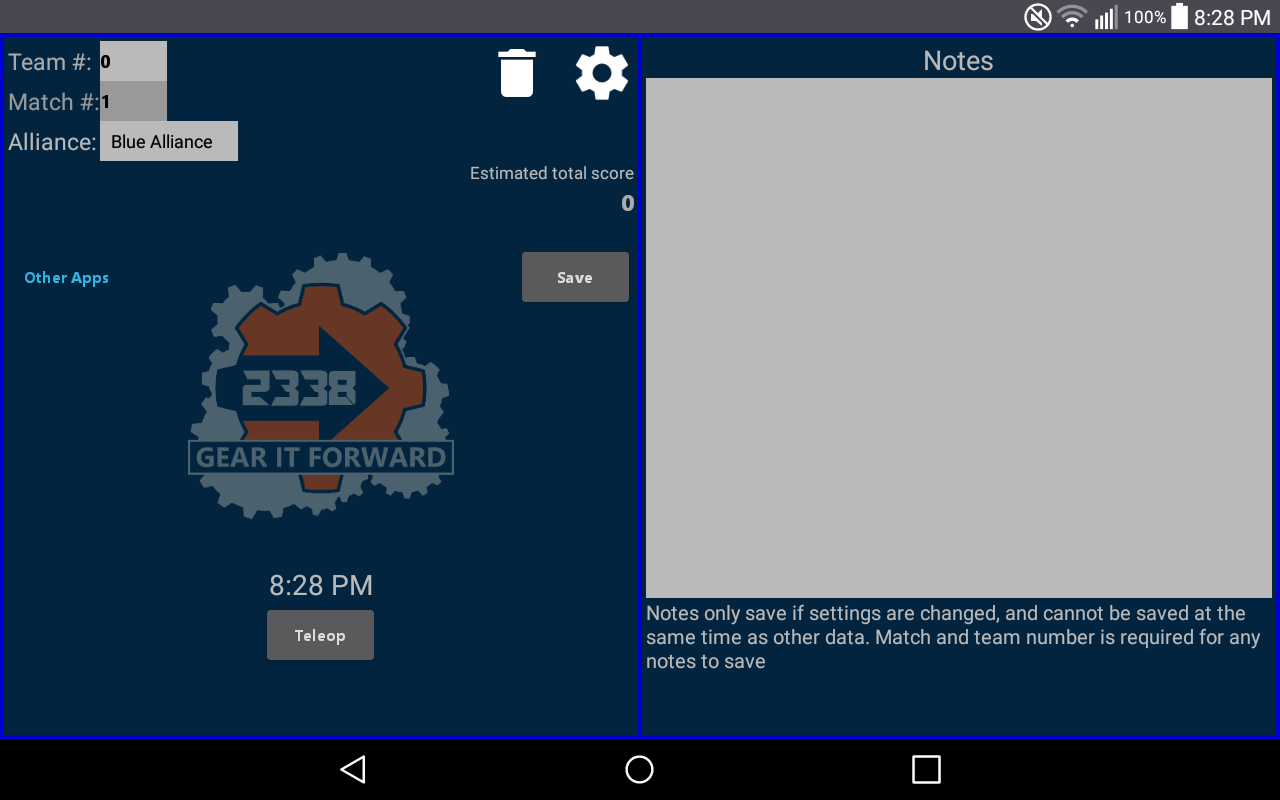 100% 8:28 PM
Team #: 0
Match #: 1
Alliance: Blue Alliance
Estimated total score
0
Other Apps
Save
2338
GEAR IT FORWARD
8:28 PM
Teleop
Notes
Notes only save if settings are changed, and cannot be saved at the
same time as other data. Match and team number is required for any
notes to save